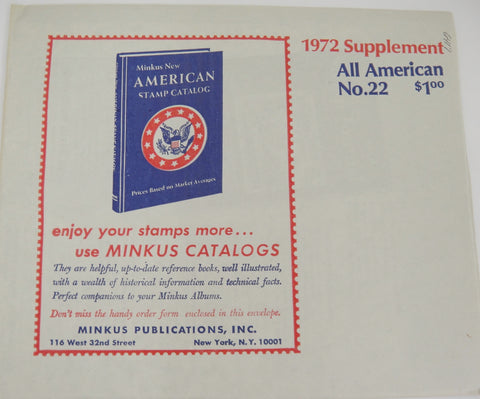 1972 Supplement
All American
No.22 $1.00
Minkus New
AMERICAN
STAMP CATALOG
Prices Based on Market Averages
enjoy your stamps more...
use MINKUS CATALOGS
They are helpful, up-to-date reference books, well illustrated,
with a wealth of historical information and technical facts.
Perfect companions to your Minkus Albums.
Don't miss the handy order form enclosed in this envelope.
MINKUS PUBLICATIONS, INC.
116 West 32nd Street New York, N.Y. 10001